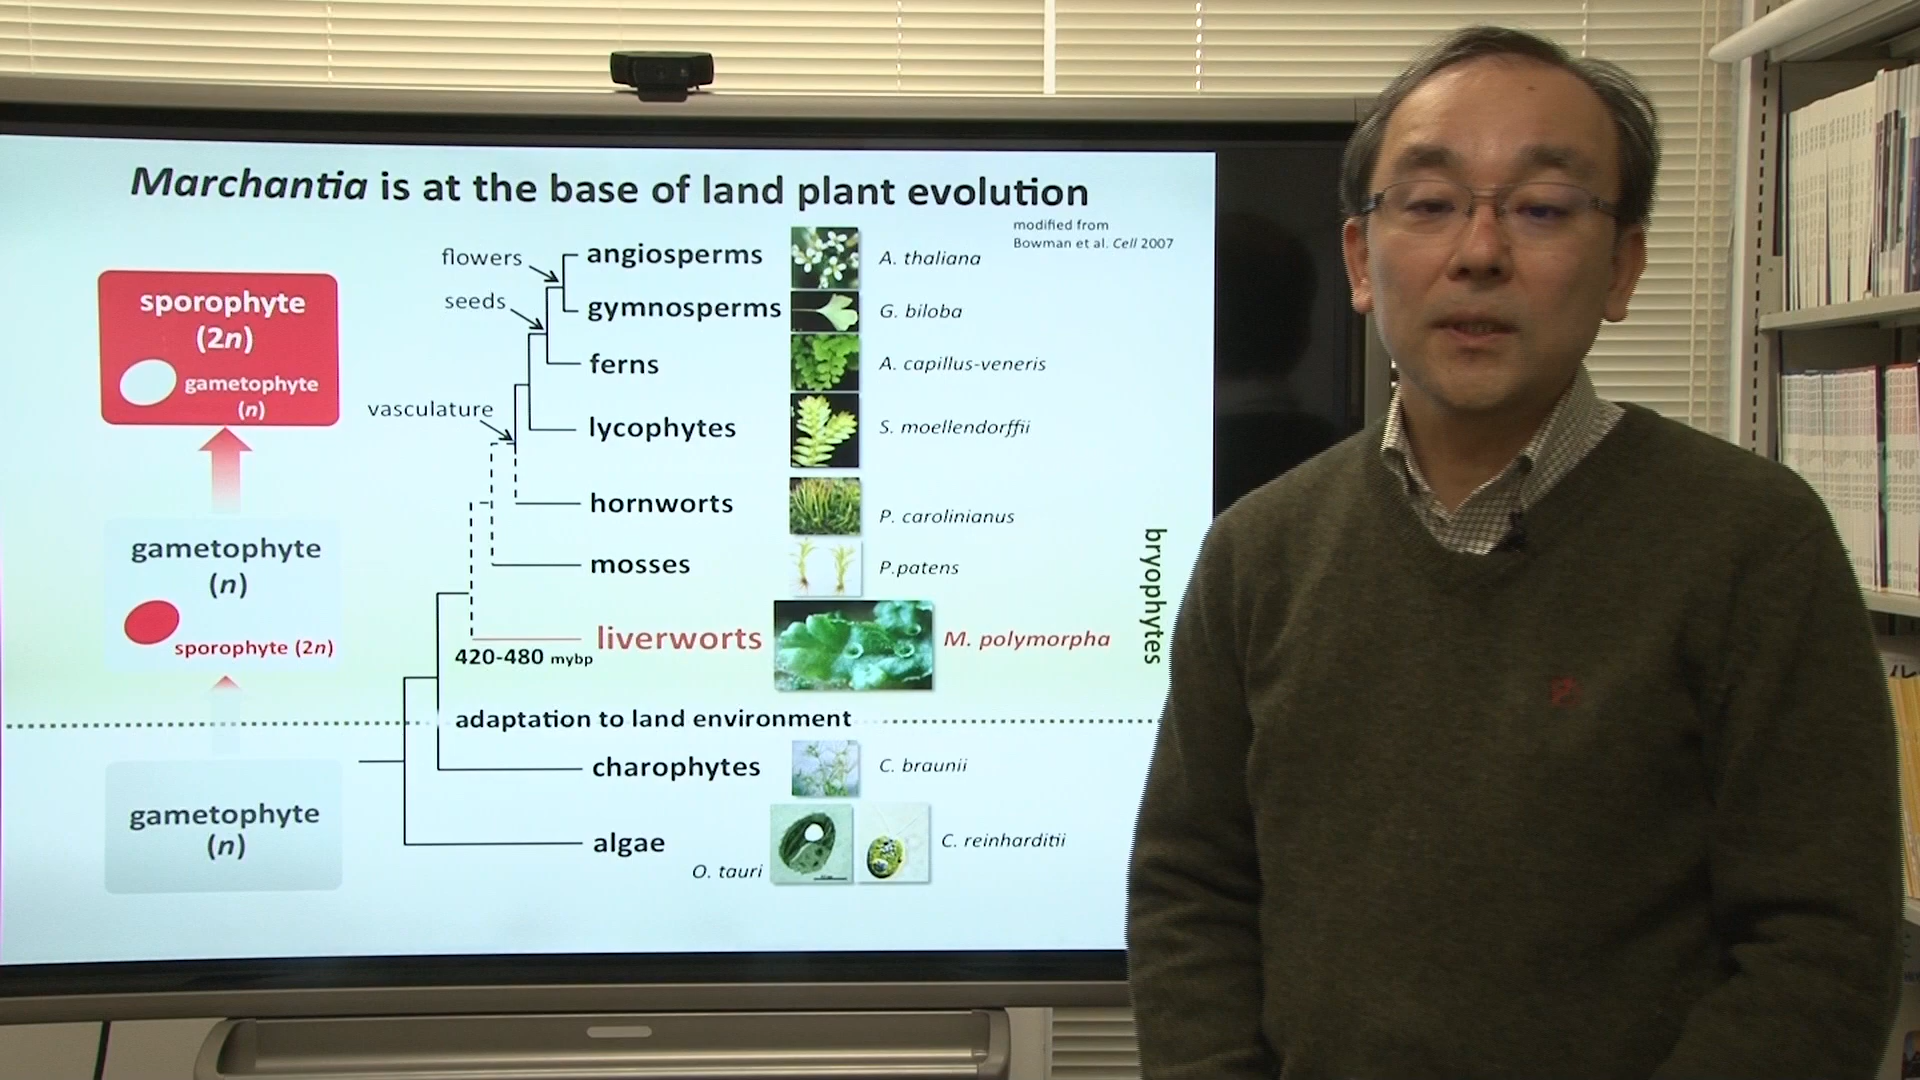 Marchantia is at the base of land plant evolution
modified from
Bowman et al. Cell 2007
flowers
angiosperms
A. thaliana
seeds
gymnosperms
G. biloba
ferns
A. capillus-veneris
vasculature
lycophytes
S. moellendorffii
hornworts
P. carolinianus
mosses
P.patens
liverworts
M. polymorpha
420-480 mybp
bryophytes
adaptation to land environment
charophytes
C. braunii
algae
O. tauri
C. reinharditii
sporophyte
(2n)
gametophyte
(n)
gametophyte
(n)
sporophyte (2n)
gametophyte
(n)